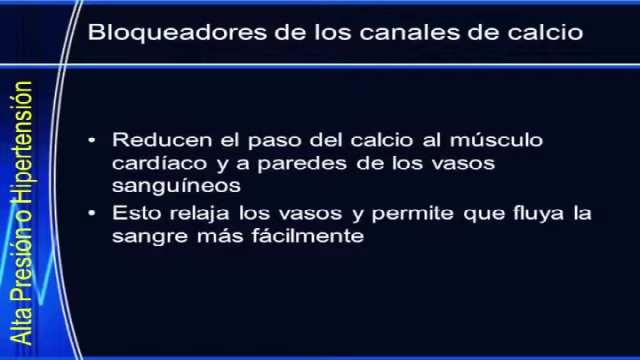 Bloqueadores de los canales de calcio
Alta Presión o Hipertensión
• Reducen el paso del calcio al músculo
cardíaco y a paredes de los vasos
sanguíneos
• Esto relaja los vasos y permite que fluya la
sangre más fácilmente